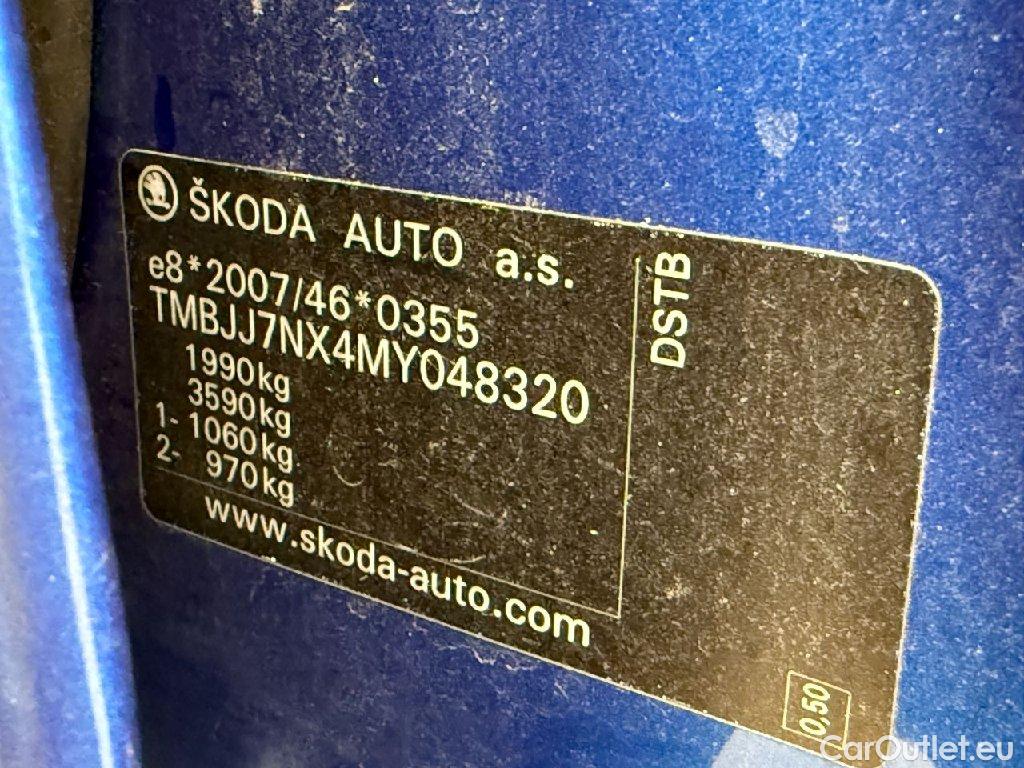 ŠKODA AUTO a.s.
e8*2007/46*0355
TMBJJ7NX4MY048320
1990kg
3590kg
1- 1060kg
2- 970kg
www.skoda-auto.com
DSTB
0,50
CarOutlet.eu